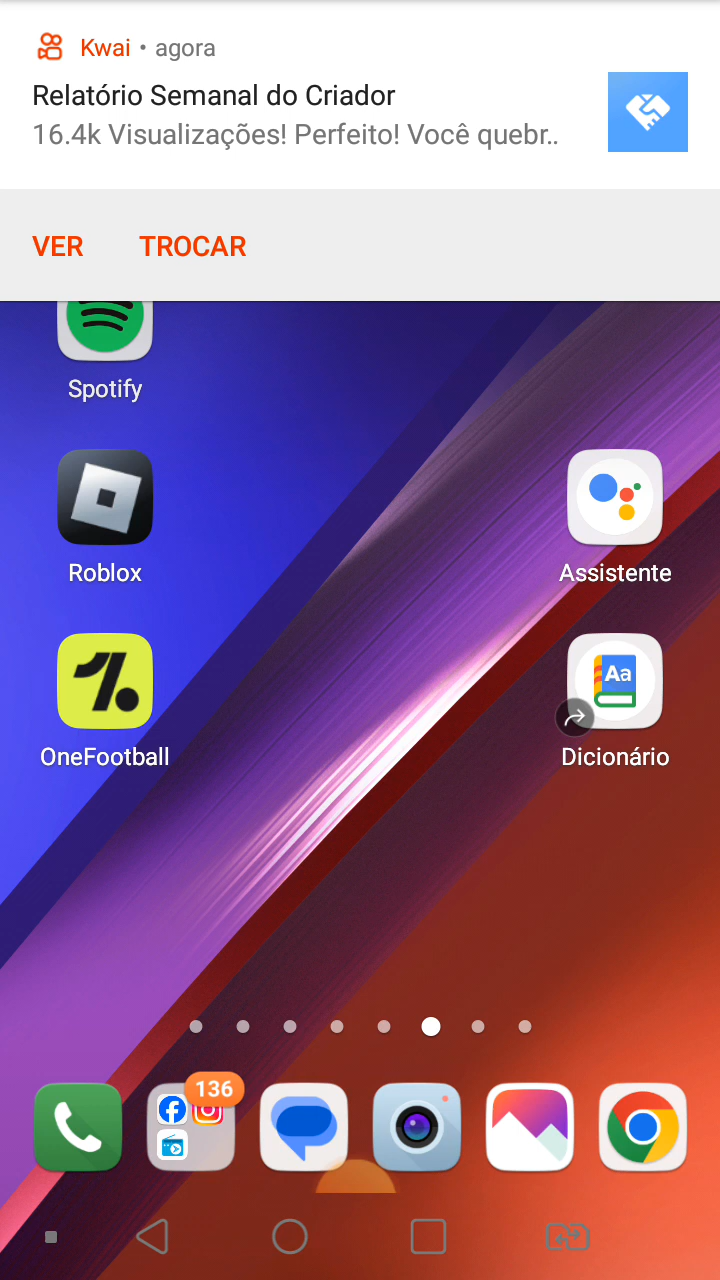 Kwai • agora
Relatório Semanal do Criador
16.4k Visualizações! Perfeito! Você quebr..
VER TROCAR
Spotify
Roblox
Assistente
Aa
OneFootball
Dicionário
136